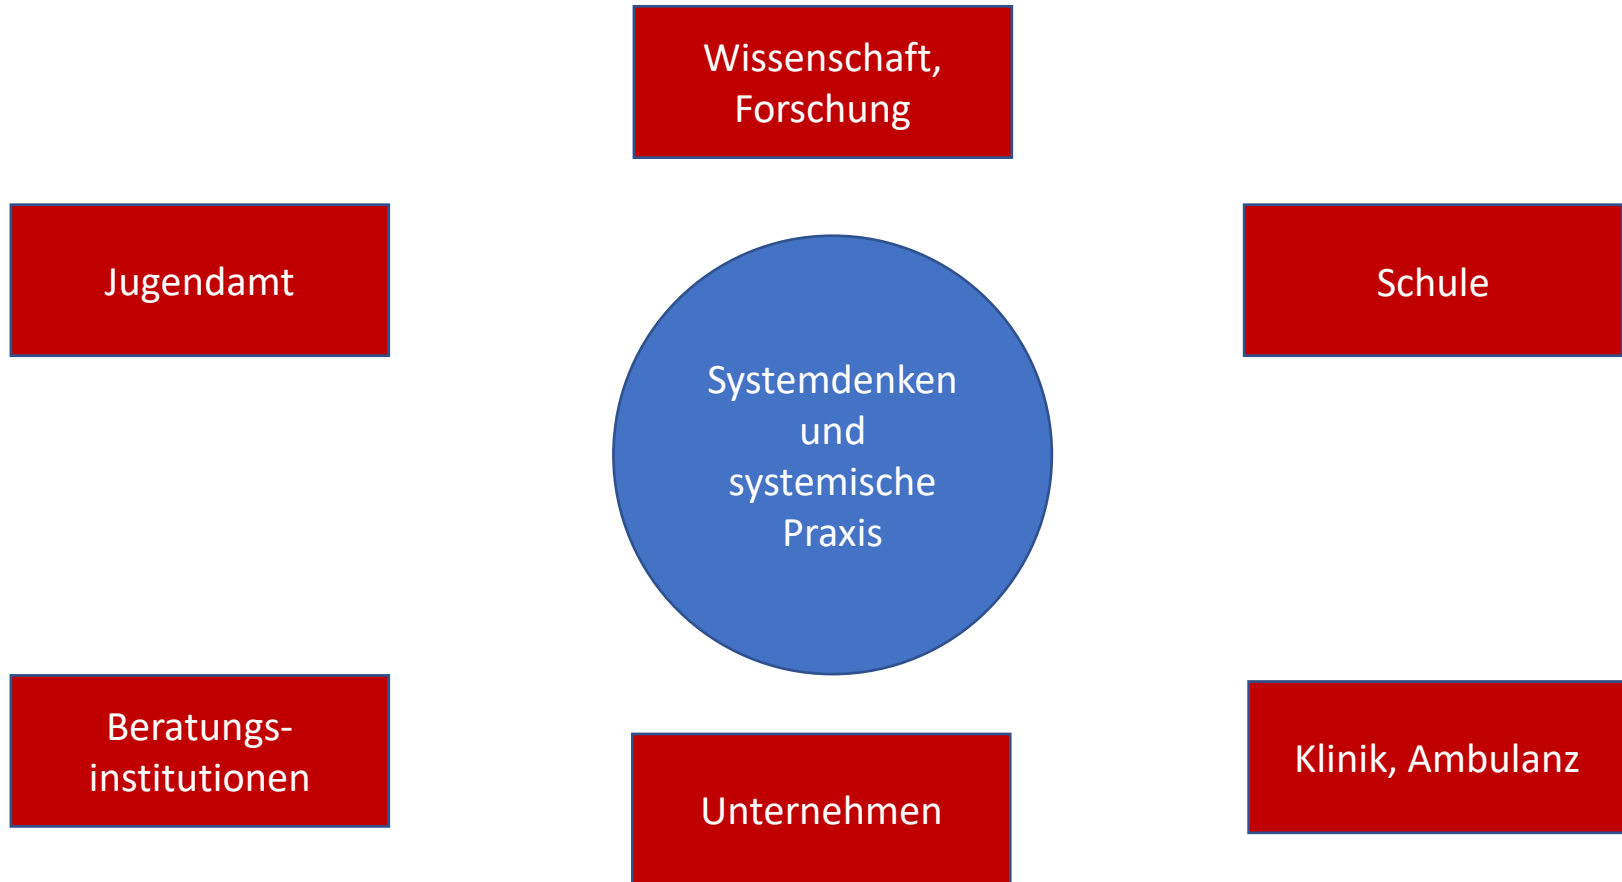 Wissenschaft,
Forschung
Jugendamt
Schule
Systemdenken
und
systemische
Praxis
Beratungs-
institutionen
Unternehmen
Klinik, Ambulanz